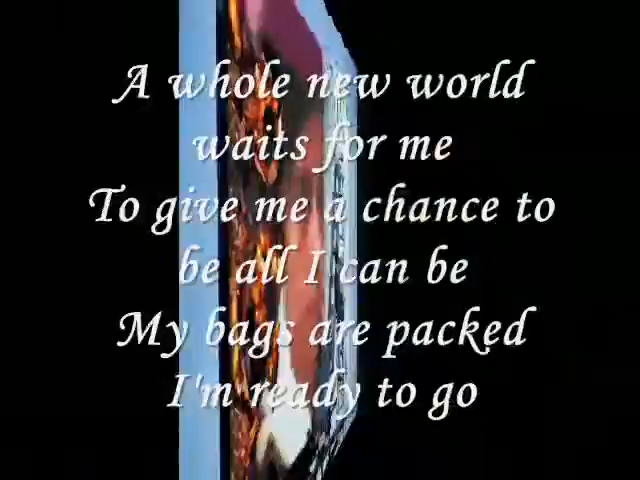 A whole new world
waits for me
To give me a chance to
be all I can be
My bags are packed
I'm ready to go